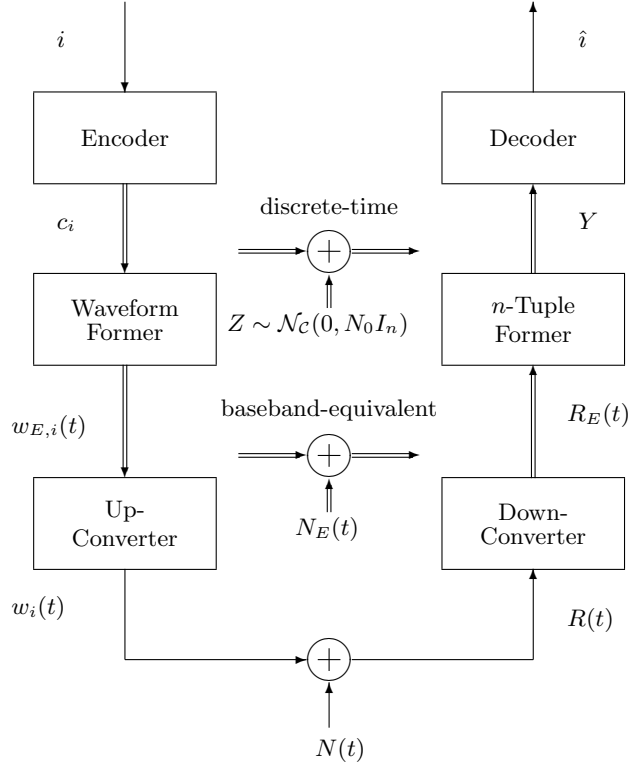 i
î
Encoder
Decoder
discrete-time
c_i
Y
+
Waveform
Former
n-Tuple
Former
Z ∼ 𝒩_𝒞(0, N_0 I_n)
baseband-equivalent
w_{E,i}(t)
R_E(t)
+
Up-
Converter
Down-
Converter
N_E(t)
w_i(t)
R(t)
+
N(t)